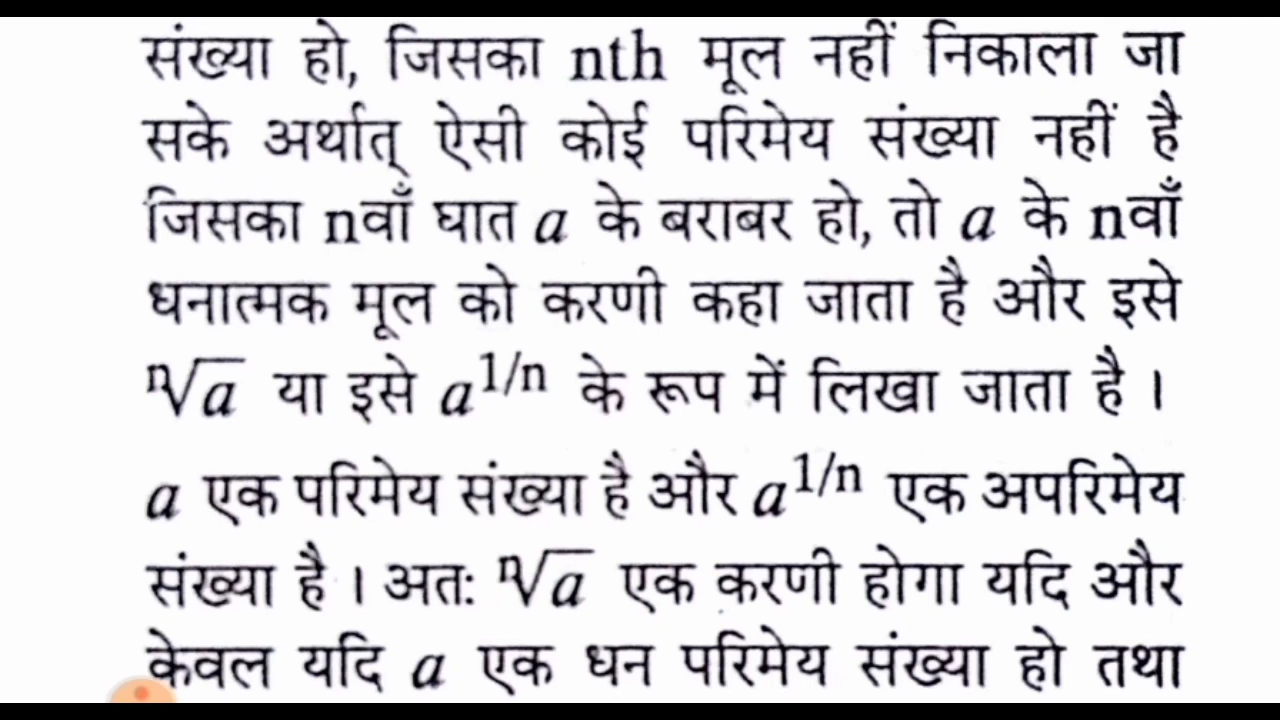 संख्या हो, जिसका nth मूल नहीं निकाला जा
सके अर्थात् ऐसी कोई परिमेय संख्या नहीं है
जिसका nवाँ घात a के बराबर हो, तो a के nवाँ
धनात्मक मूल को करणी कहा जाता है और इसे
ⁿ√a या इसे a^1/n के रूप में लिखा जाता है ।
a एक परिमेय संख्या है और a^1/n एक अपरिमेय
संख्या है । अतः ⁿ√a एक करणी होगा यदि और
केवल यदि a एक धन परिमेय संख्या हो तथा